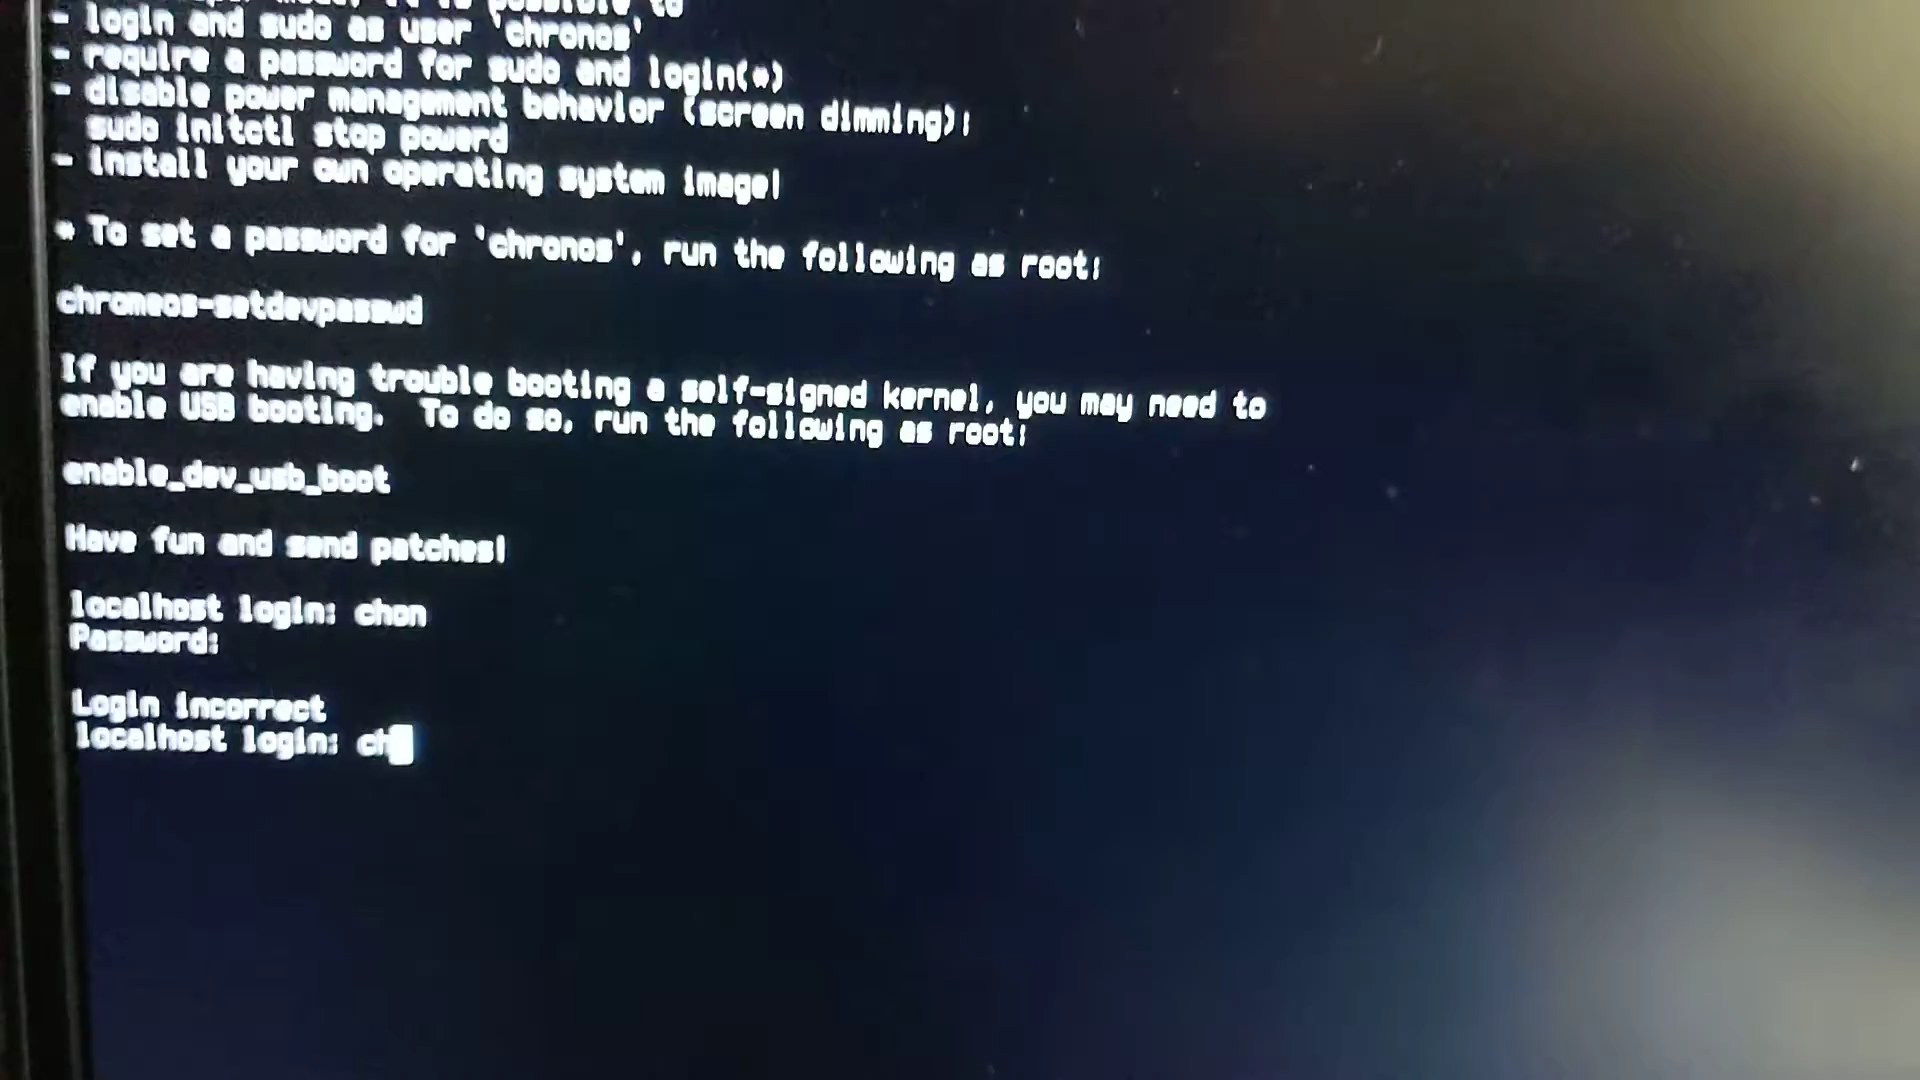 possible to
- login and sudo as user 'chronos'
- require a password for sudo and login(*)
- disable power management behavior (screen dimming):
sudo initctl stop powerd
- install your own operating system image!
* To set a password for 'chronos', run the following as root:
chromeos-setdevpasswd
If you are having trouble booting a self-signed kernel, you may need to
enable USB booting. To do so, run the following as root:
enable_dev_usb_boot
Have fun and send patches!
localhost login: chon
Password:
Login incorrect
localhost login: ch